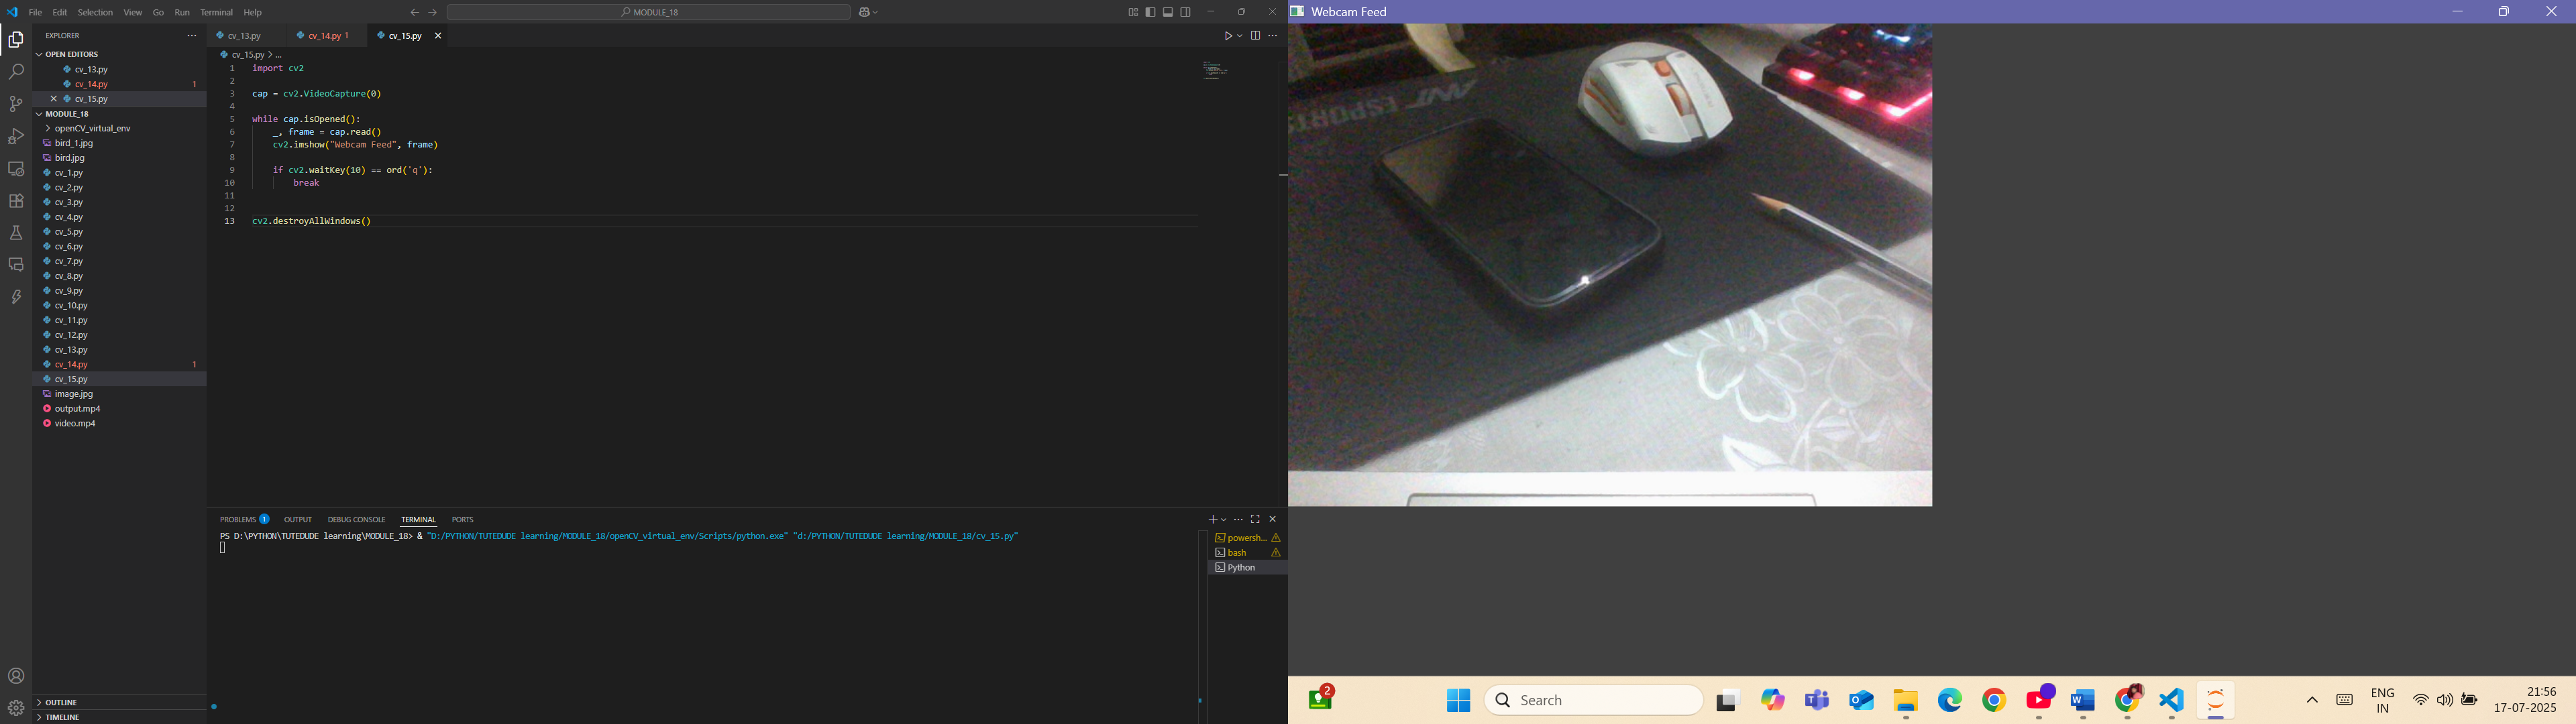 File Edit Selection View Go Run Terminal Help
MODULE_18
EXPLORER
OPEN EDITORS
cv_13.py
cv_14.py 1
cv_15.py
MODULE_18
openCV_virtual_env
bird_1.jpg
bird.jpg
cv_1.py
cv_2.py
cv_3.py
cv_4.py
cv_5.py
cv_6.py
cv_7.py
cv_8.py
cv_9.py
cv_10.py
cv_11.py
cv_12.py
cv_13.py
cv_14.py 1
cv_15.py
image.jpg
output.mp4
video.mp4
OUTLINE
TIMELINE
cv_13.py cv_14.py 1 cv_15.py
cv_15.py > ...
1 import cv2
2
3 cap = cv2.VideoCapture(0)
4
5 while cap.isOpened():
6 _, frame = cap.read()
7 cv2.imshow("Webcam Feed", frame)
8
9 if cv2.waitKey(10) == ord('q'):
10 break
11
12
13 cv2.destroyAllWindows()
PROBLEMS 1 OUTPUT DEBUG CONSOLE TERMINAL PORTS
PS D:\PYTHON\TUTEDUDE learning\MODULE_18> & "D:/PYTHON/TUTEDUDE learning/MODULE_18/openCV_virtual_env/Scripts/python.exe" "d:/PYTHON/TUTEDUDE learning/MODULE_18/cv_15.py"
powersh...
bash
Python
Webcam Feed
ANT ESPORTS
2
Search
ENG
IN
21:56
17-07-2025